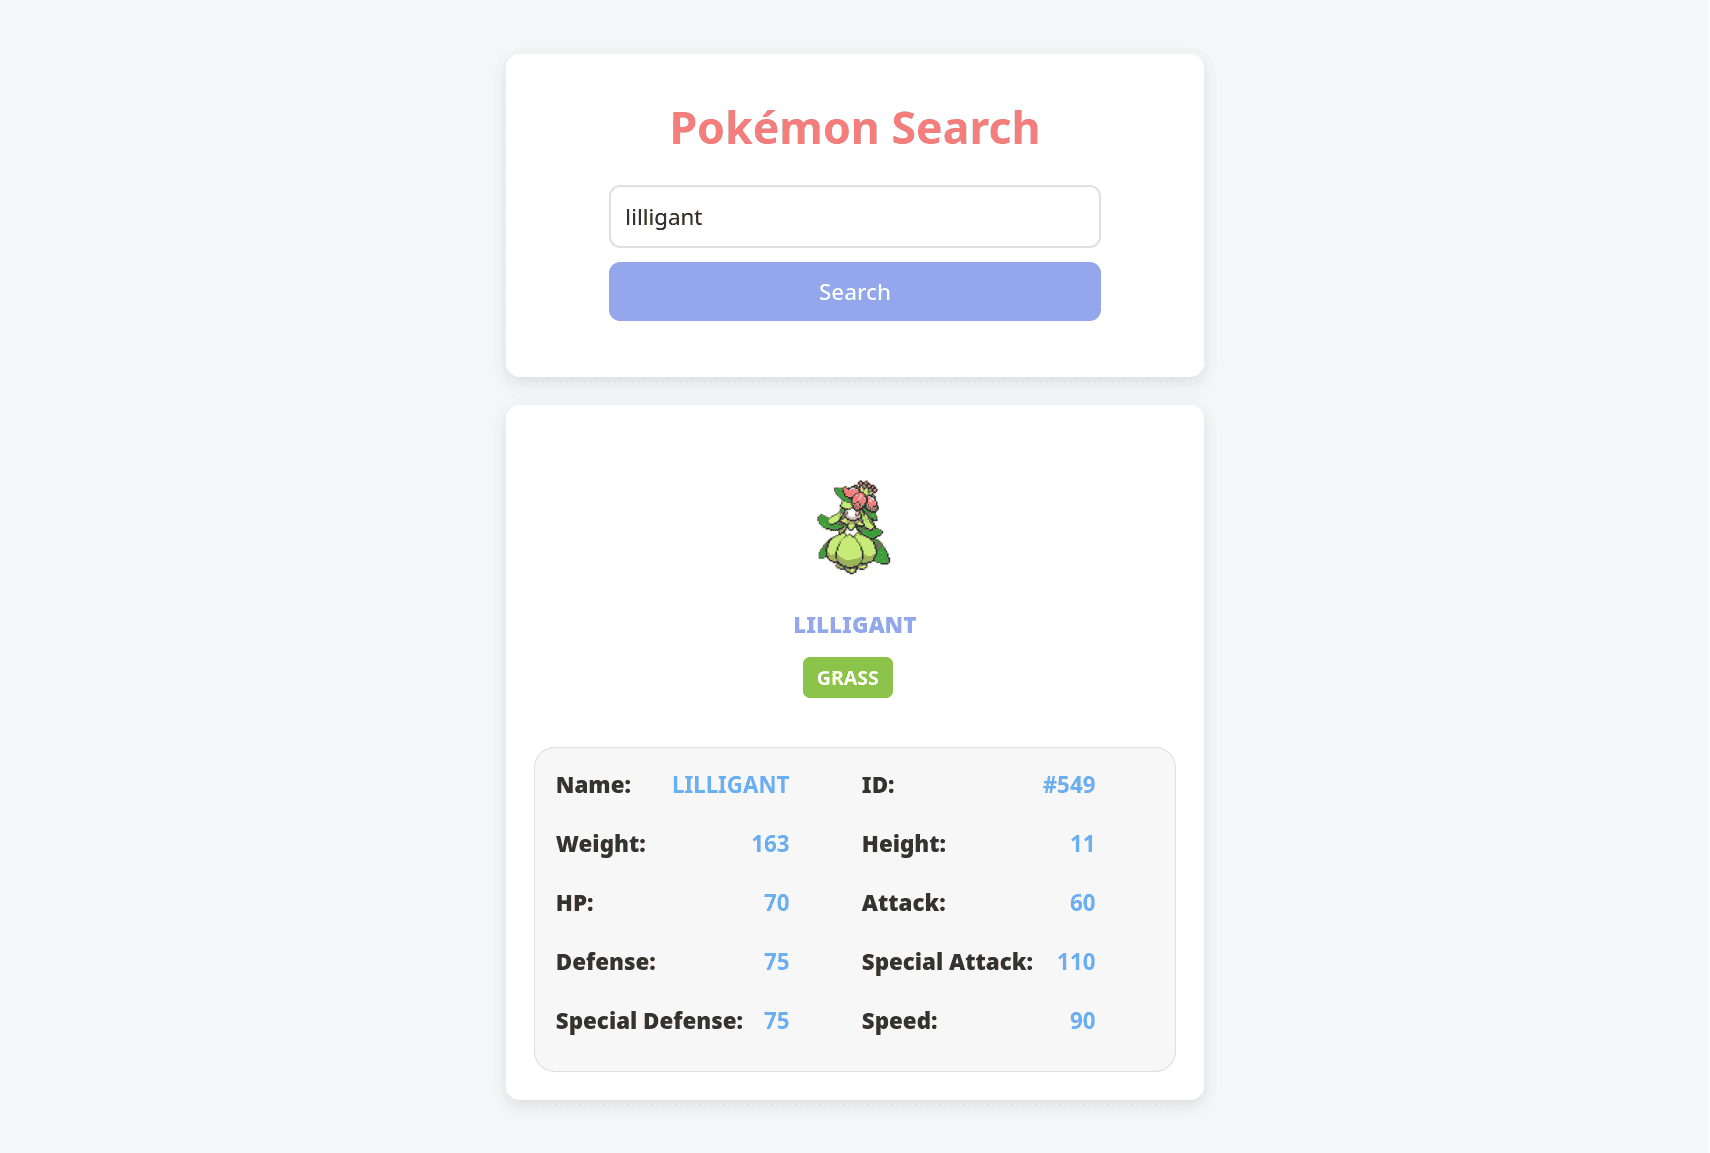 Pokémon Search
lilligant
Search
LILLIGANT
GRASS
Name: LILLIGANT ID: #549
Weight: 163 Height: 11
HP: 70 Attack: 60
Defense: 75 Special Attack: 110
Special Defense: 75 Speed: 90